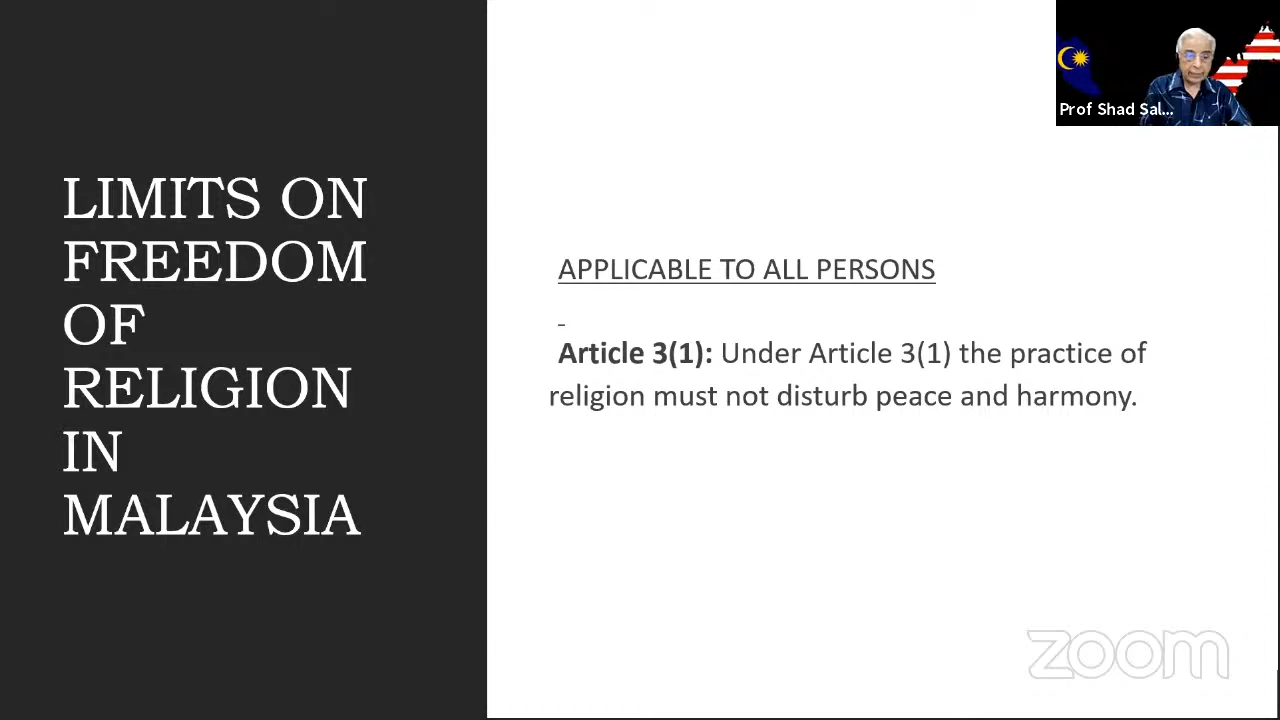 LIMITS ON
FREEDOM
OF
RELIGION
IN
MALAYSIA
APPLICABLE TO ALL PERSONS
Article 3(1): Under Article 3(1) the practice of
religion must not disturb peace and harmony.
Prof Shad Sal...
zoom